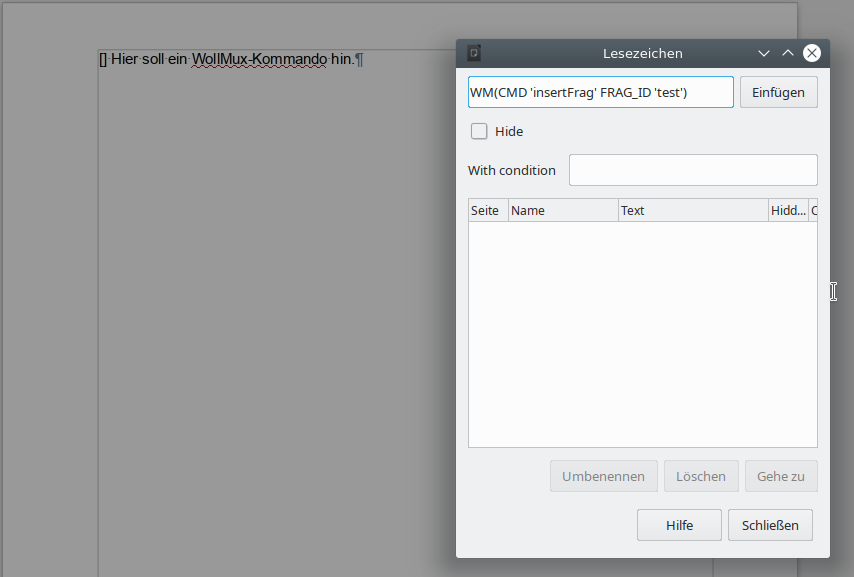 Lesezeichen
[] Hier soll ein WollMux-Kommando hin.¶
WM(CMD 'insertFrag' FRAG_ID 'test')
Einfügen
Hide
With condition
Seite Name Text Hidd... C
Umbenennen Löschen Gehe zu
Hilfe Schließen